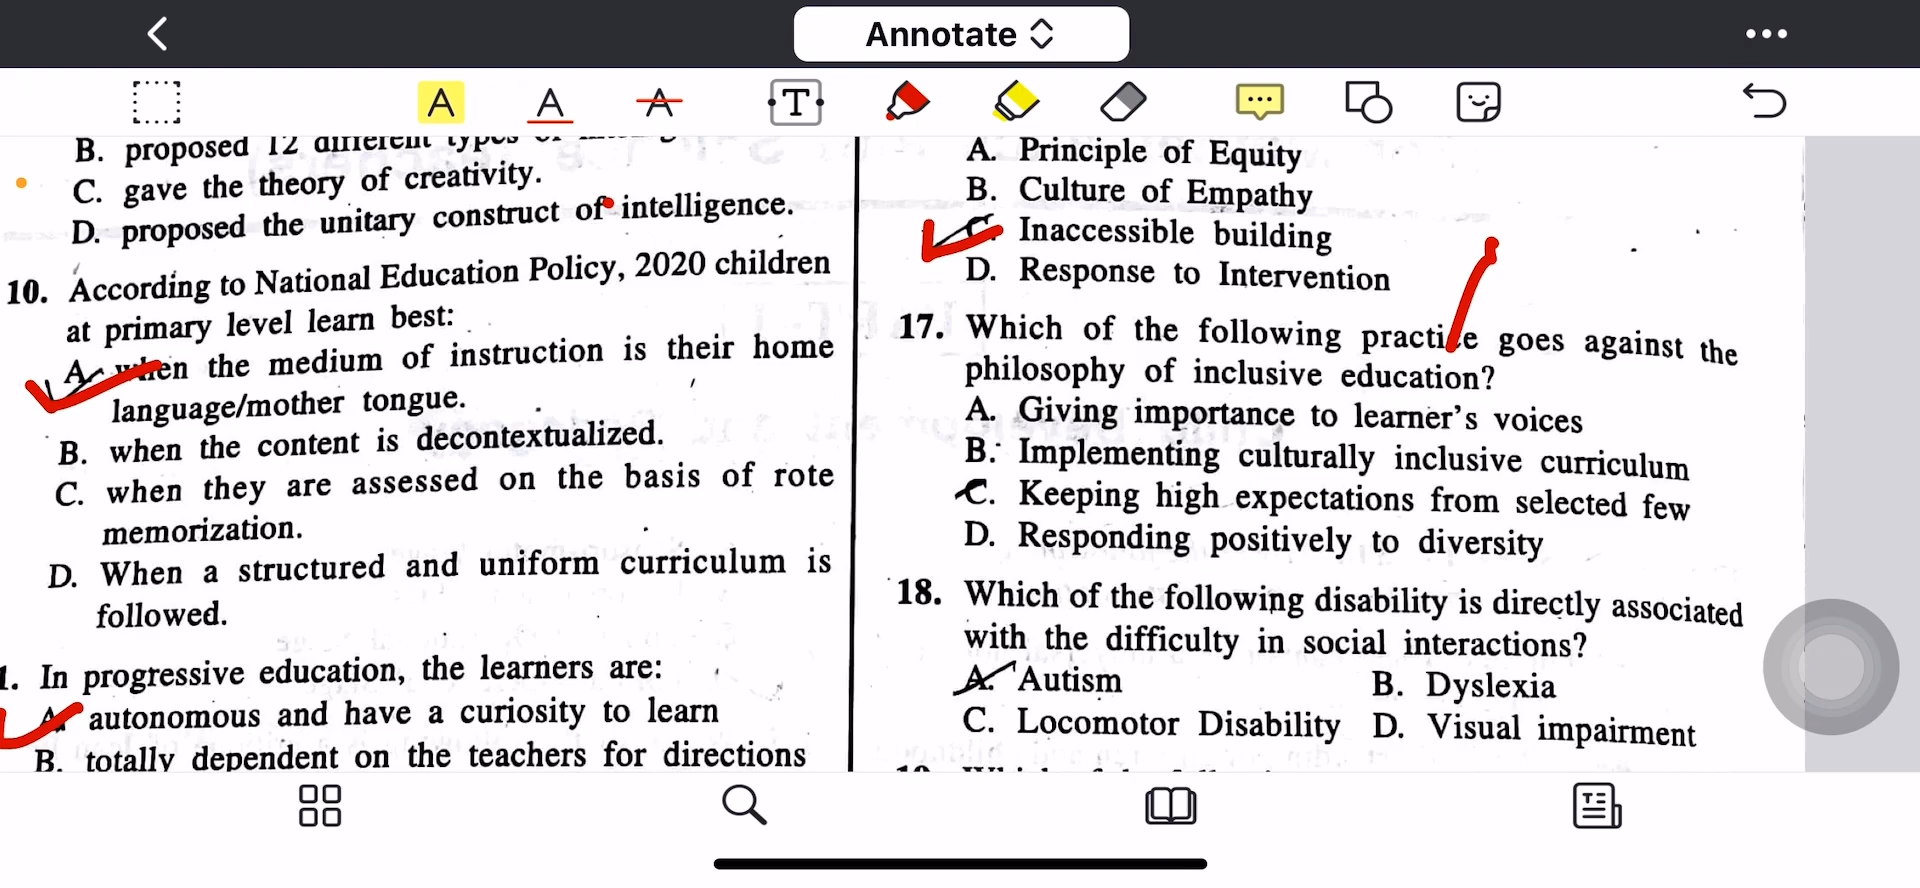 Annotate
B. proposed 12 different types of
C. gave the theory of creativity.
D. proposed the unitary construct of intelligence.
10. According to National Education Policy, 2020 children
at primary level learn best:
A. when the medium of instruction is their home
language/mother tongue.
B. when the content is decontextualized.
C. when they are assessed on the basis of rote
memorization.
D. When a structured and uniform curriculum is
followed.
1. In progressive education, the learners are:
A. autonomous and have a curiosity to learn
B. totally dependent on the teachers for directions
A. Principle of Equity
B. Culture of Empathy
C. Inaccessible building
D. Response to Intervention
17. Which of the following practice goes against the
philosophy of inclusive education?
A. Giving importance to learner's voices
B. Implementing culturally inclusive curriculum
C. Keeping high expectations from selected few
D. Responding positively to diversity
18. Which of the following disability is directly associated
with the difficulty in social interactions?
A. Autism B. Dyslexia
C. Locomotor Disability D. Visual impairment